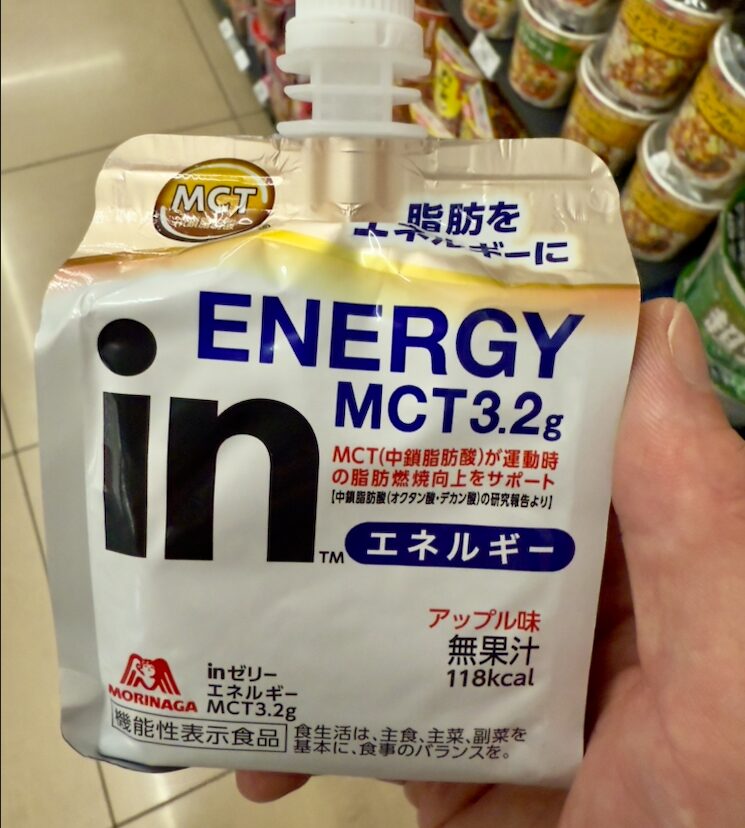 MCT
中鎖脂肪酸
脂肪を
エネルギーに
ENERGY
in
MCT3.2g
MCT(中鎖脂肪酸)が運動時
の脂肪燃焼向上をサポート
【中鎖脂肪酸(オクタン酸・デカン酸)の研究報告より】
TM
エネルギー
アップル味
無果汁
118kcal
MORINAGA
inゼリー
エネルギー
MCT3.2g
機能性表示食品
食生活は、主食、主菜、副菜を
基本に、食事のバランスを。